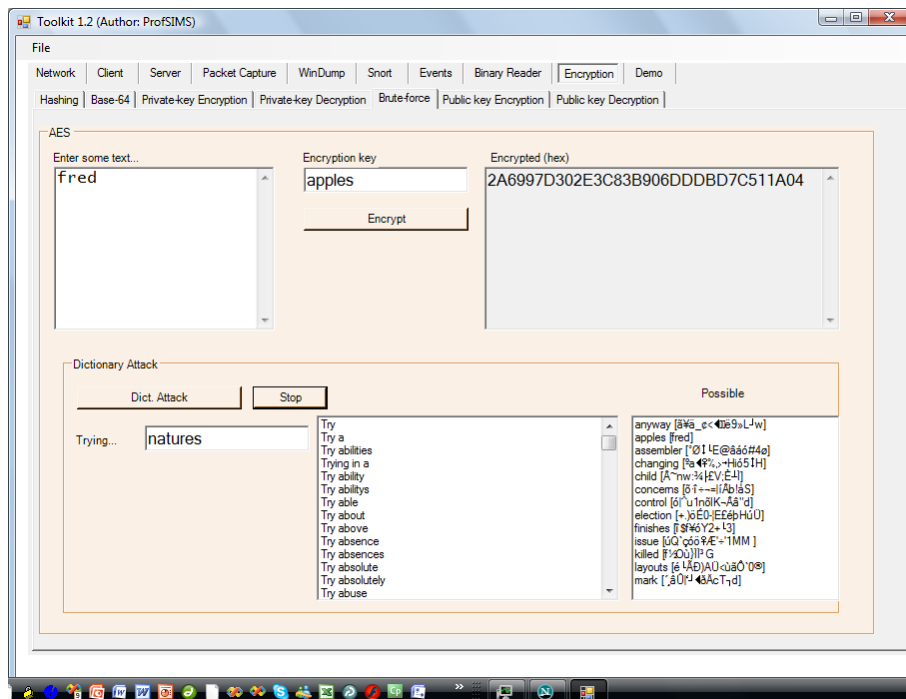 Toolkit 1.2 (Author: ProfSIMS)
File
Network Client Server Packet Capture WinDump Snort Events Binary Reader Encryption Demo
Hashing Base-64 Private-key Encryption Private-key Decryption Brute-force Public key Encryption Public key Decryption
AES
Enter some text... Encryption key Encrypted (hex)
fred apples 2A6997D302E3C83B906DDDBD7C511A04
Encrypt
Dictionary Attack
Dict. Attack Stop Possible
Trying... natures
Try
Try a
Try abilities
Trying in a
Try ability
Try abilitys
Try able
Try about
Try above
Try absence
Try absences
Try absolute
Try absolutely
Try abuse
anyway
apples [fred]
assembler
changing
child
concerns
control
election
finishes
issue
killed
layouts
mark